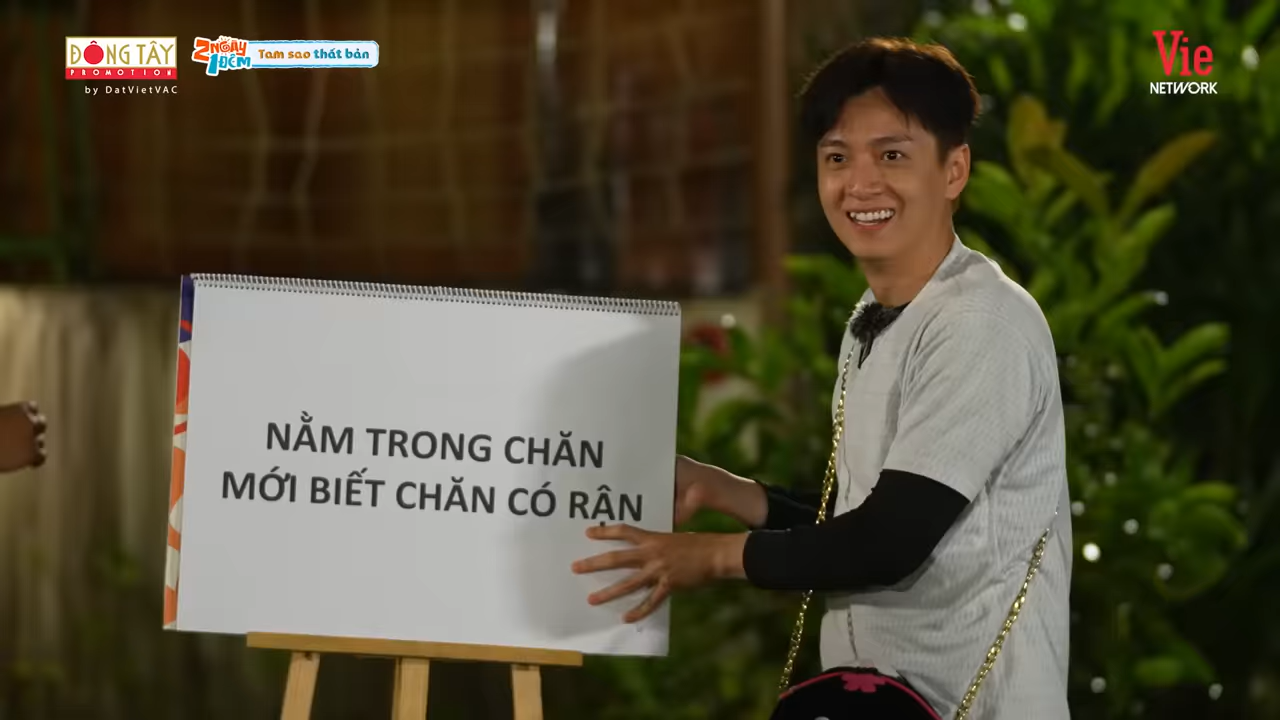 ĐÔNG TÂY
PROMOTION
by DatVietVAC
2 NGÀY 1 ĐÊM
Tam sao thất bản
Vie
NETWORK
NẰM TRONG CHĂN
MỚI BIẾT CHĂN CÓ RẬN